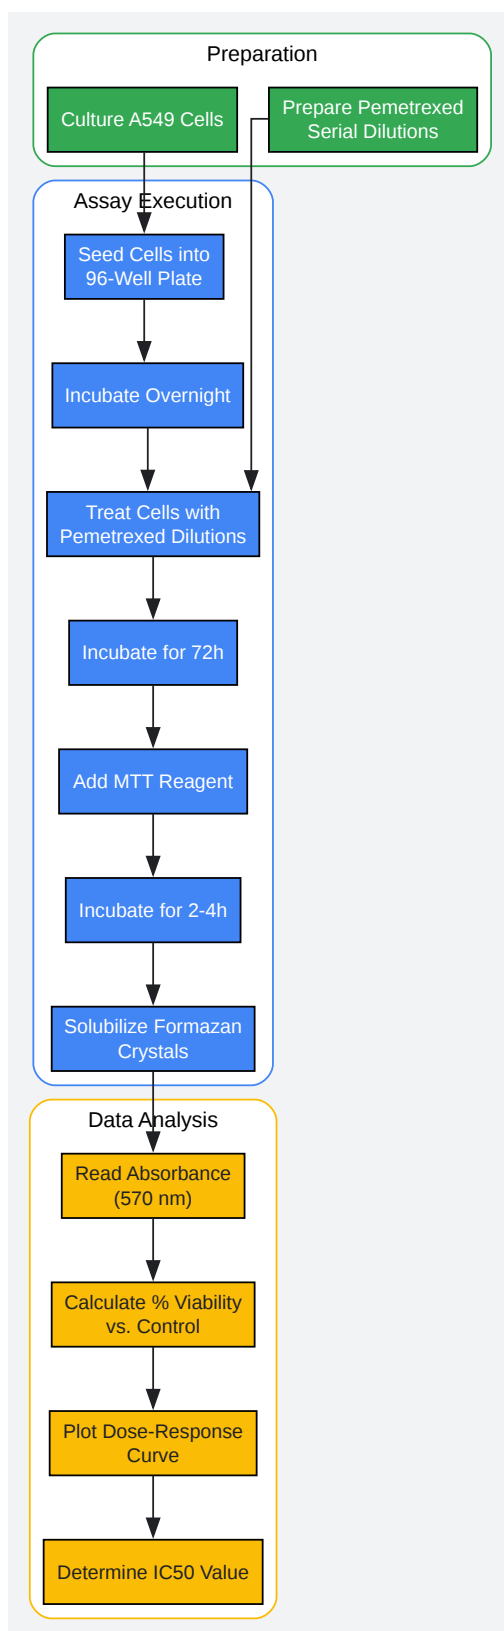 Preparation
Culture A549 Cells
Prepare Pemetrexed
Serial Dilutions
Assay Execution
Seed Cells into
96-Well Plate
Incubate Overnight
Treat Cells with
Pemetrexed Dilutions
Incubate for 72h
Add MTT Reagent
Incubate for 2-4h
Solubilize Formazan
Crystals
Data Analysis
Read Absorbance
(570 nm)
Calculate % Viability
vs. Control
Plot Dose-Response
Curve
Determine IC50 Value